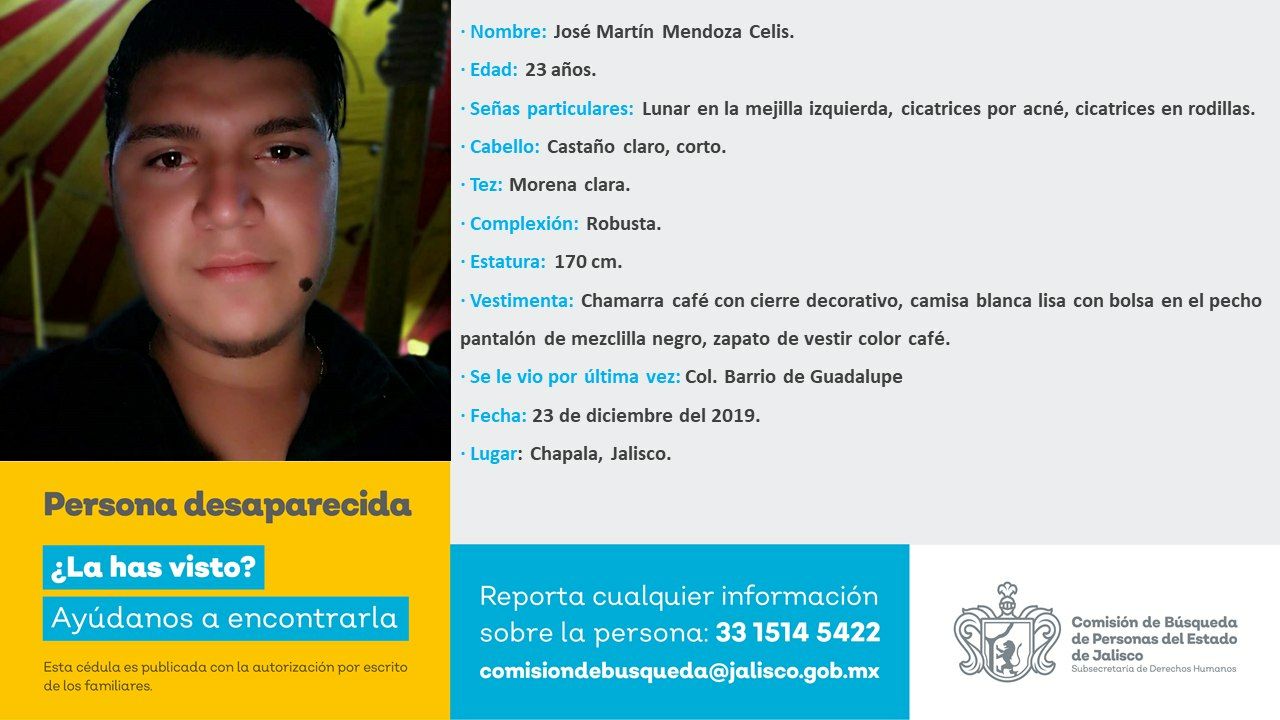 · Nombre: José Martín Mendoza Celis.
· Edad: 23 años.
· Señas particulares: Lunar en la mejilla izquierda, cicatrices por acné, cicatrices en rodillas.
· Cabello: Castaño claro, corto.
· Tez: Morena clara.
· Complexión: Robusta.
· Estatura: 170 cm.
· Vestimenta: Chamarra café con cierre decorativo, camisa blanca lisa con bolsa en el pecho
pantalón de mezclilla negro, zapato de vestir color café.
· Se le vio por última vez: Col. Barrio de Guadalupe
· Fecha: 23 de diciembre del 2019.
· Lugar: Chapala, Jalisco.
Persona desaparecida
¿La has visto?
Ayúdanos a encontrarla
Esta cédula es publicada con la autorización por escrito
de los familiares.
Reporta cualquier información
sobre la persona: 33 1514 5422
comisiondebusqueda@jalisco.gob.mx
Comisión de Búsqueda
de Personas del Estado
de Jalisco
Subsecretaría de Derechos Humanos